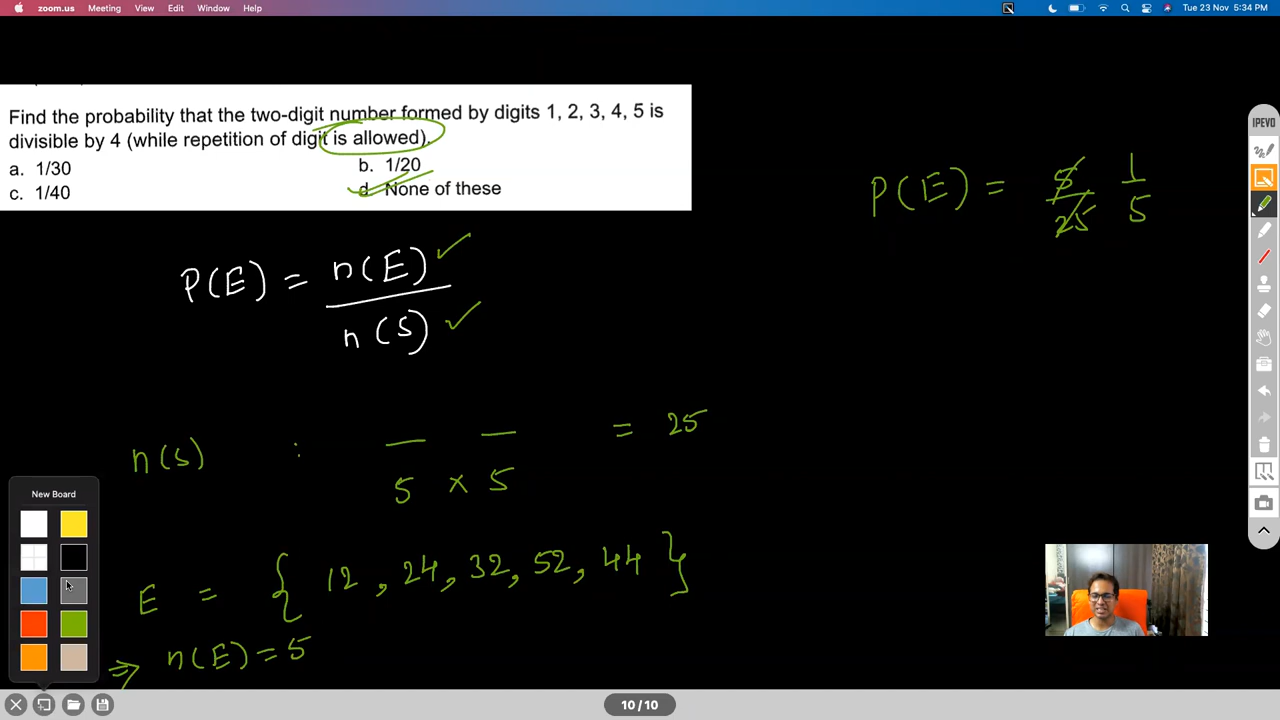 zoom.us Meeting View Edit Window Help Tue 23 Nov 5:34 PM
Find the probability that the two-digit number formed by digits 1, 2, 3, 4, 5 is
divisible by 4 (while repetition of digit is allowed).
a. 1/30 b. 1/20
c. 1/40 d. None of these
IPEVO
P(E) = 5/25 1/5
P(E) = n(E)/n(S)
n(S) : __ __ = 25
5 × 5
New Board
E = { 12 , 24, 32, 52, 44 }
⇒ n(E) = 5
10 / 10